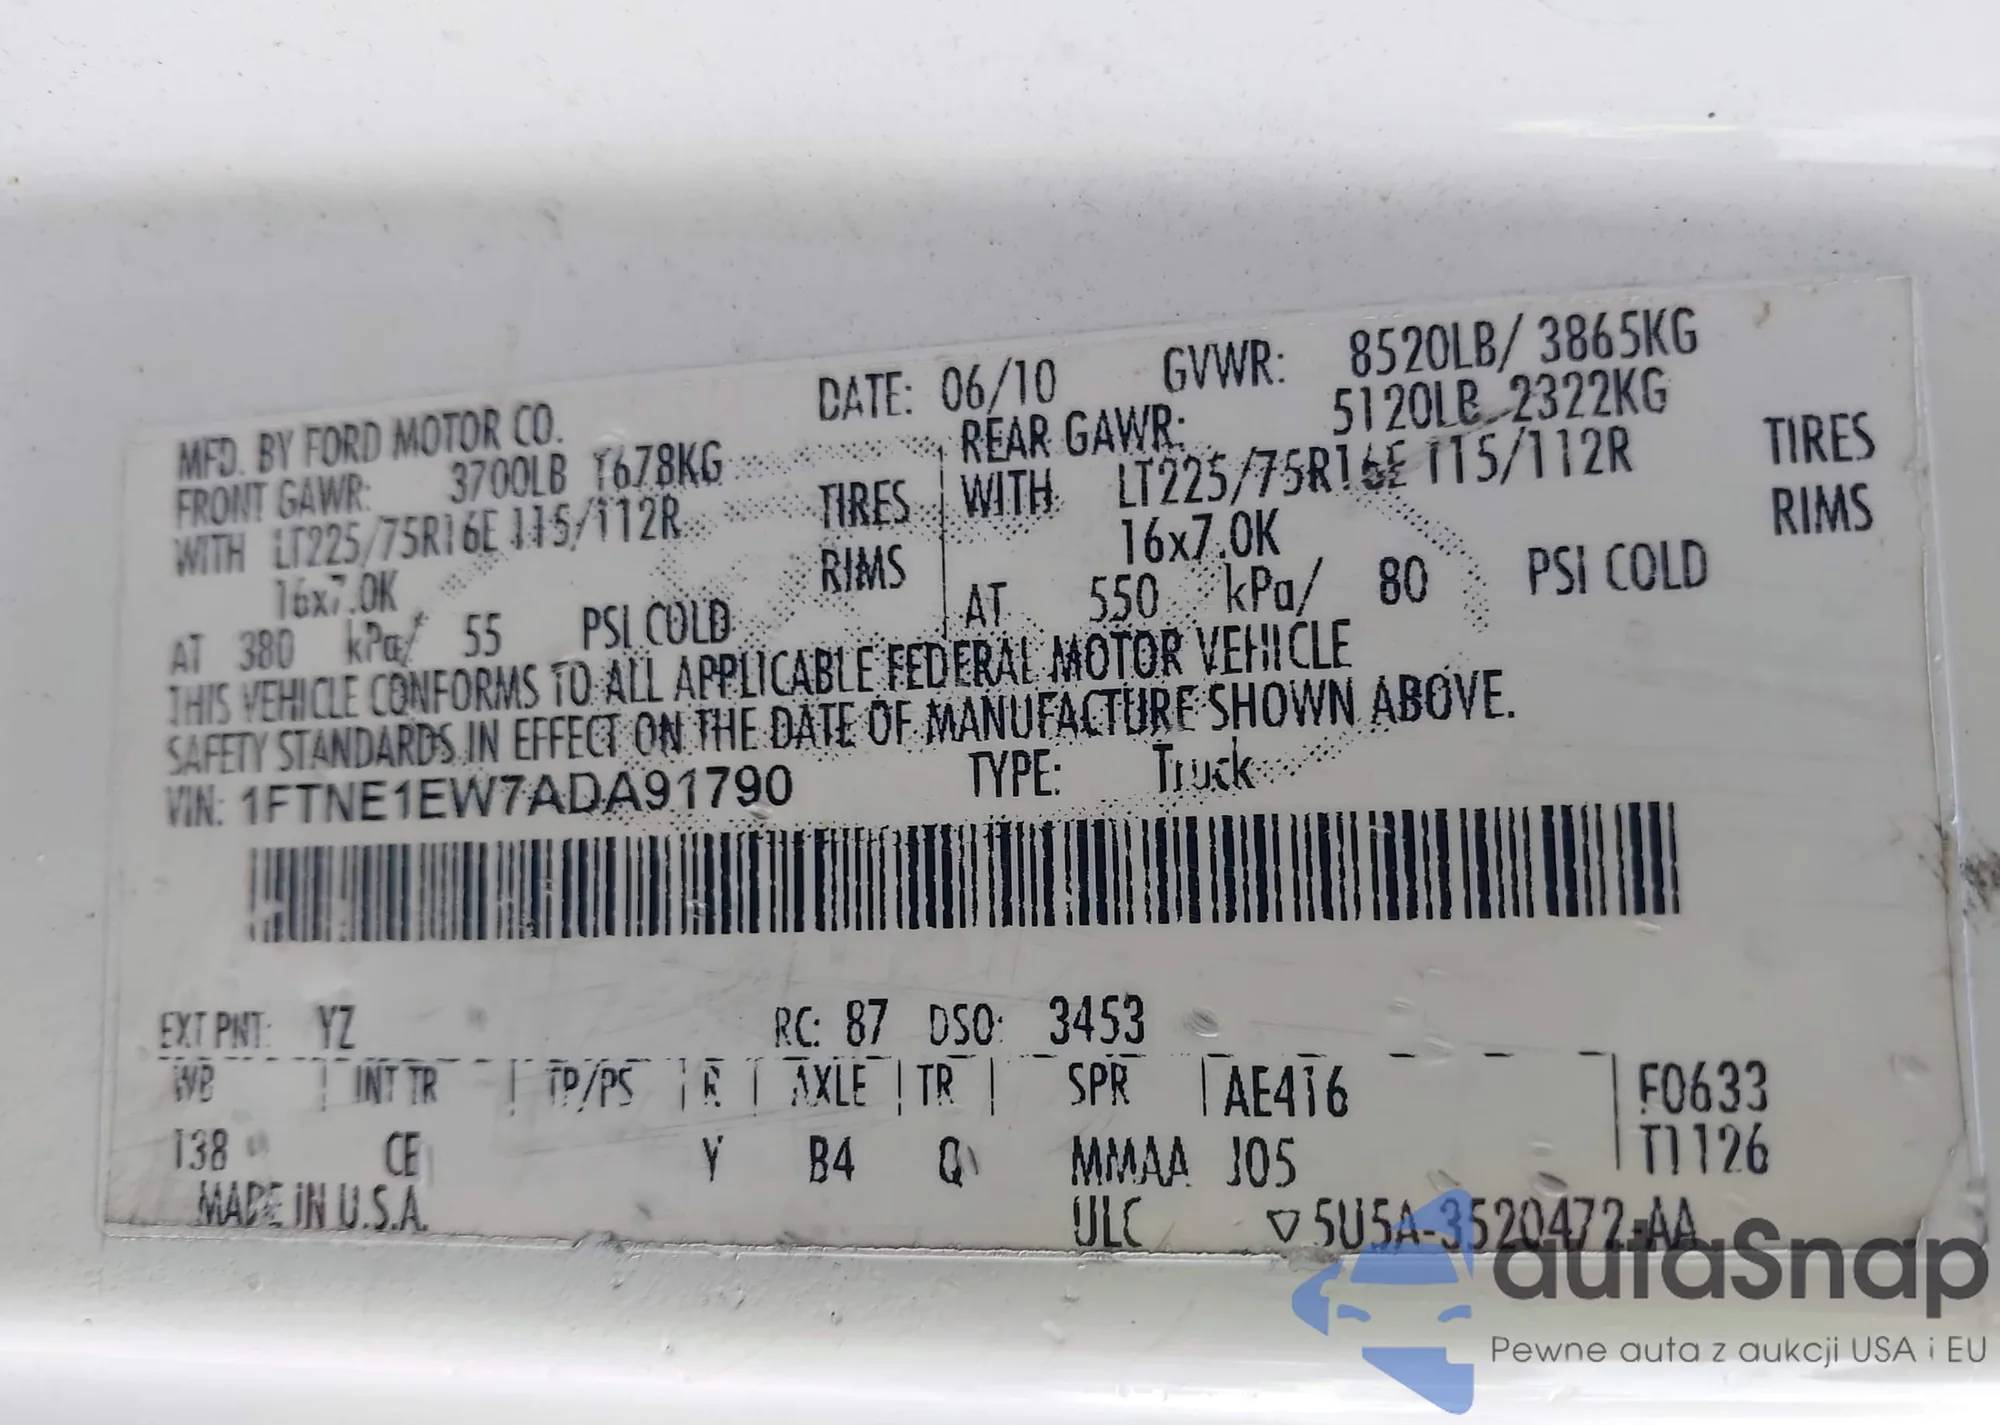 MFD. BY FORD MOTOR CO. DATE: 06/10 GVWR: 8520LB/ 3865KG
FRONT GAWR: 3700LB 1678KG REAR GAWR: 5120LB 2322KG
WITH LT225/75R16E 115/112R TIRES WITH LT225/75R16E 115/112R TIRES
16x7.0K RIMS 16x7.0K RIMS
AT 380 kPa/ 55 PSI COLD AT 550 kPa/ 80 PSI COLD
THIS VEHICLE CONFORMS TO ALL APPLICABLE FEDERAL MOTOR VEHICLE
SAFETY STANDARDS IN EFFECT ON THE DATE OF MANUFACTURE SHOWN ABOVE.
VIN: 1FTNE1EW7ADA91790 TYPE: Truck
EXT PNT: YZ RC: 87 DSO: 3453
WB INT TR TP/PS R AXLE TR SPR AE416 F0633
138 CE Y B4 Q MMAA J05 T1126
MADE IN U.S.A. ULC ▽5U5A-3520472-AA
autaSnap
Pewne auta z aukcji USA i EU